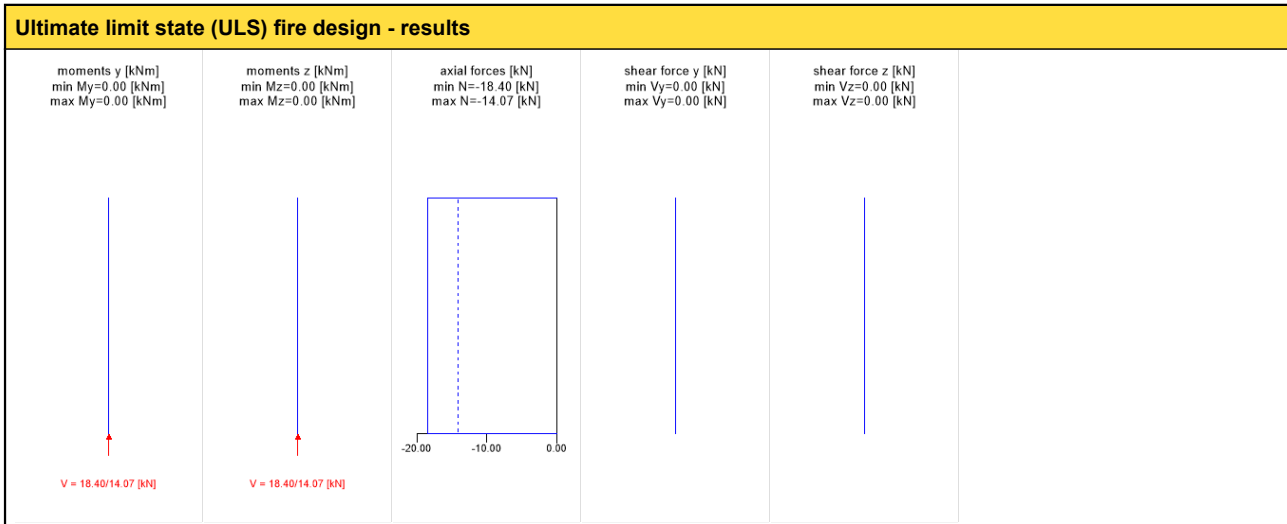 Ultimate limit state (ULS) fire design - results
moments y [kNm]
min My=0.00 [kNm]
max My=0.00 [kNm]
moments z [kNm]
min Mz=0.00 [kNm]
max Mz=0.00 [kNm]
axial forces [kN]
min N=-18.40 [kN]
max N=-14.07 [kN]
shear force y [kN]
min Vy=0.00 [kN]
max Vy=0.00 [kN]
shear force z [kN]
min Vz=0.00 [kN]
max Vz=0.00 [kN]
-20.00 -10.00 0.00
V = 18.40/14.07 [kN]
V = 18.40/14.07 [kN]